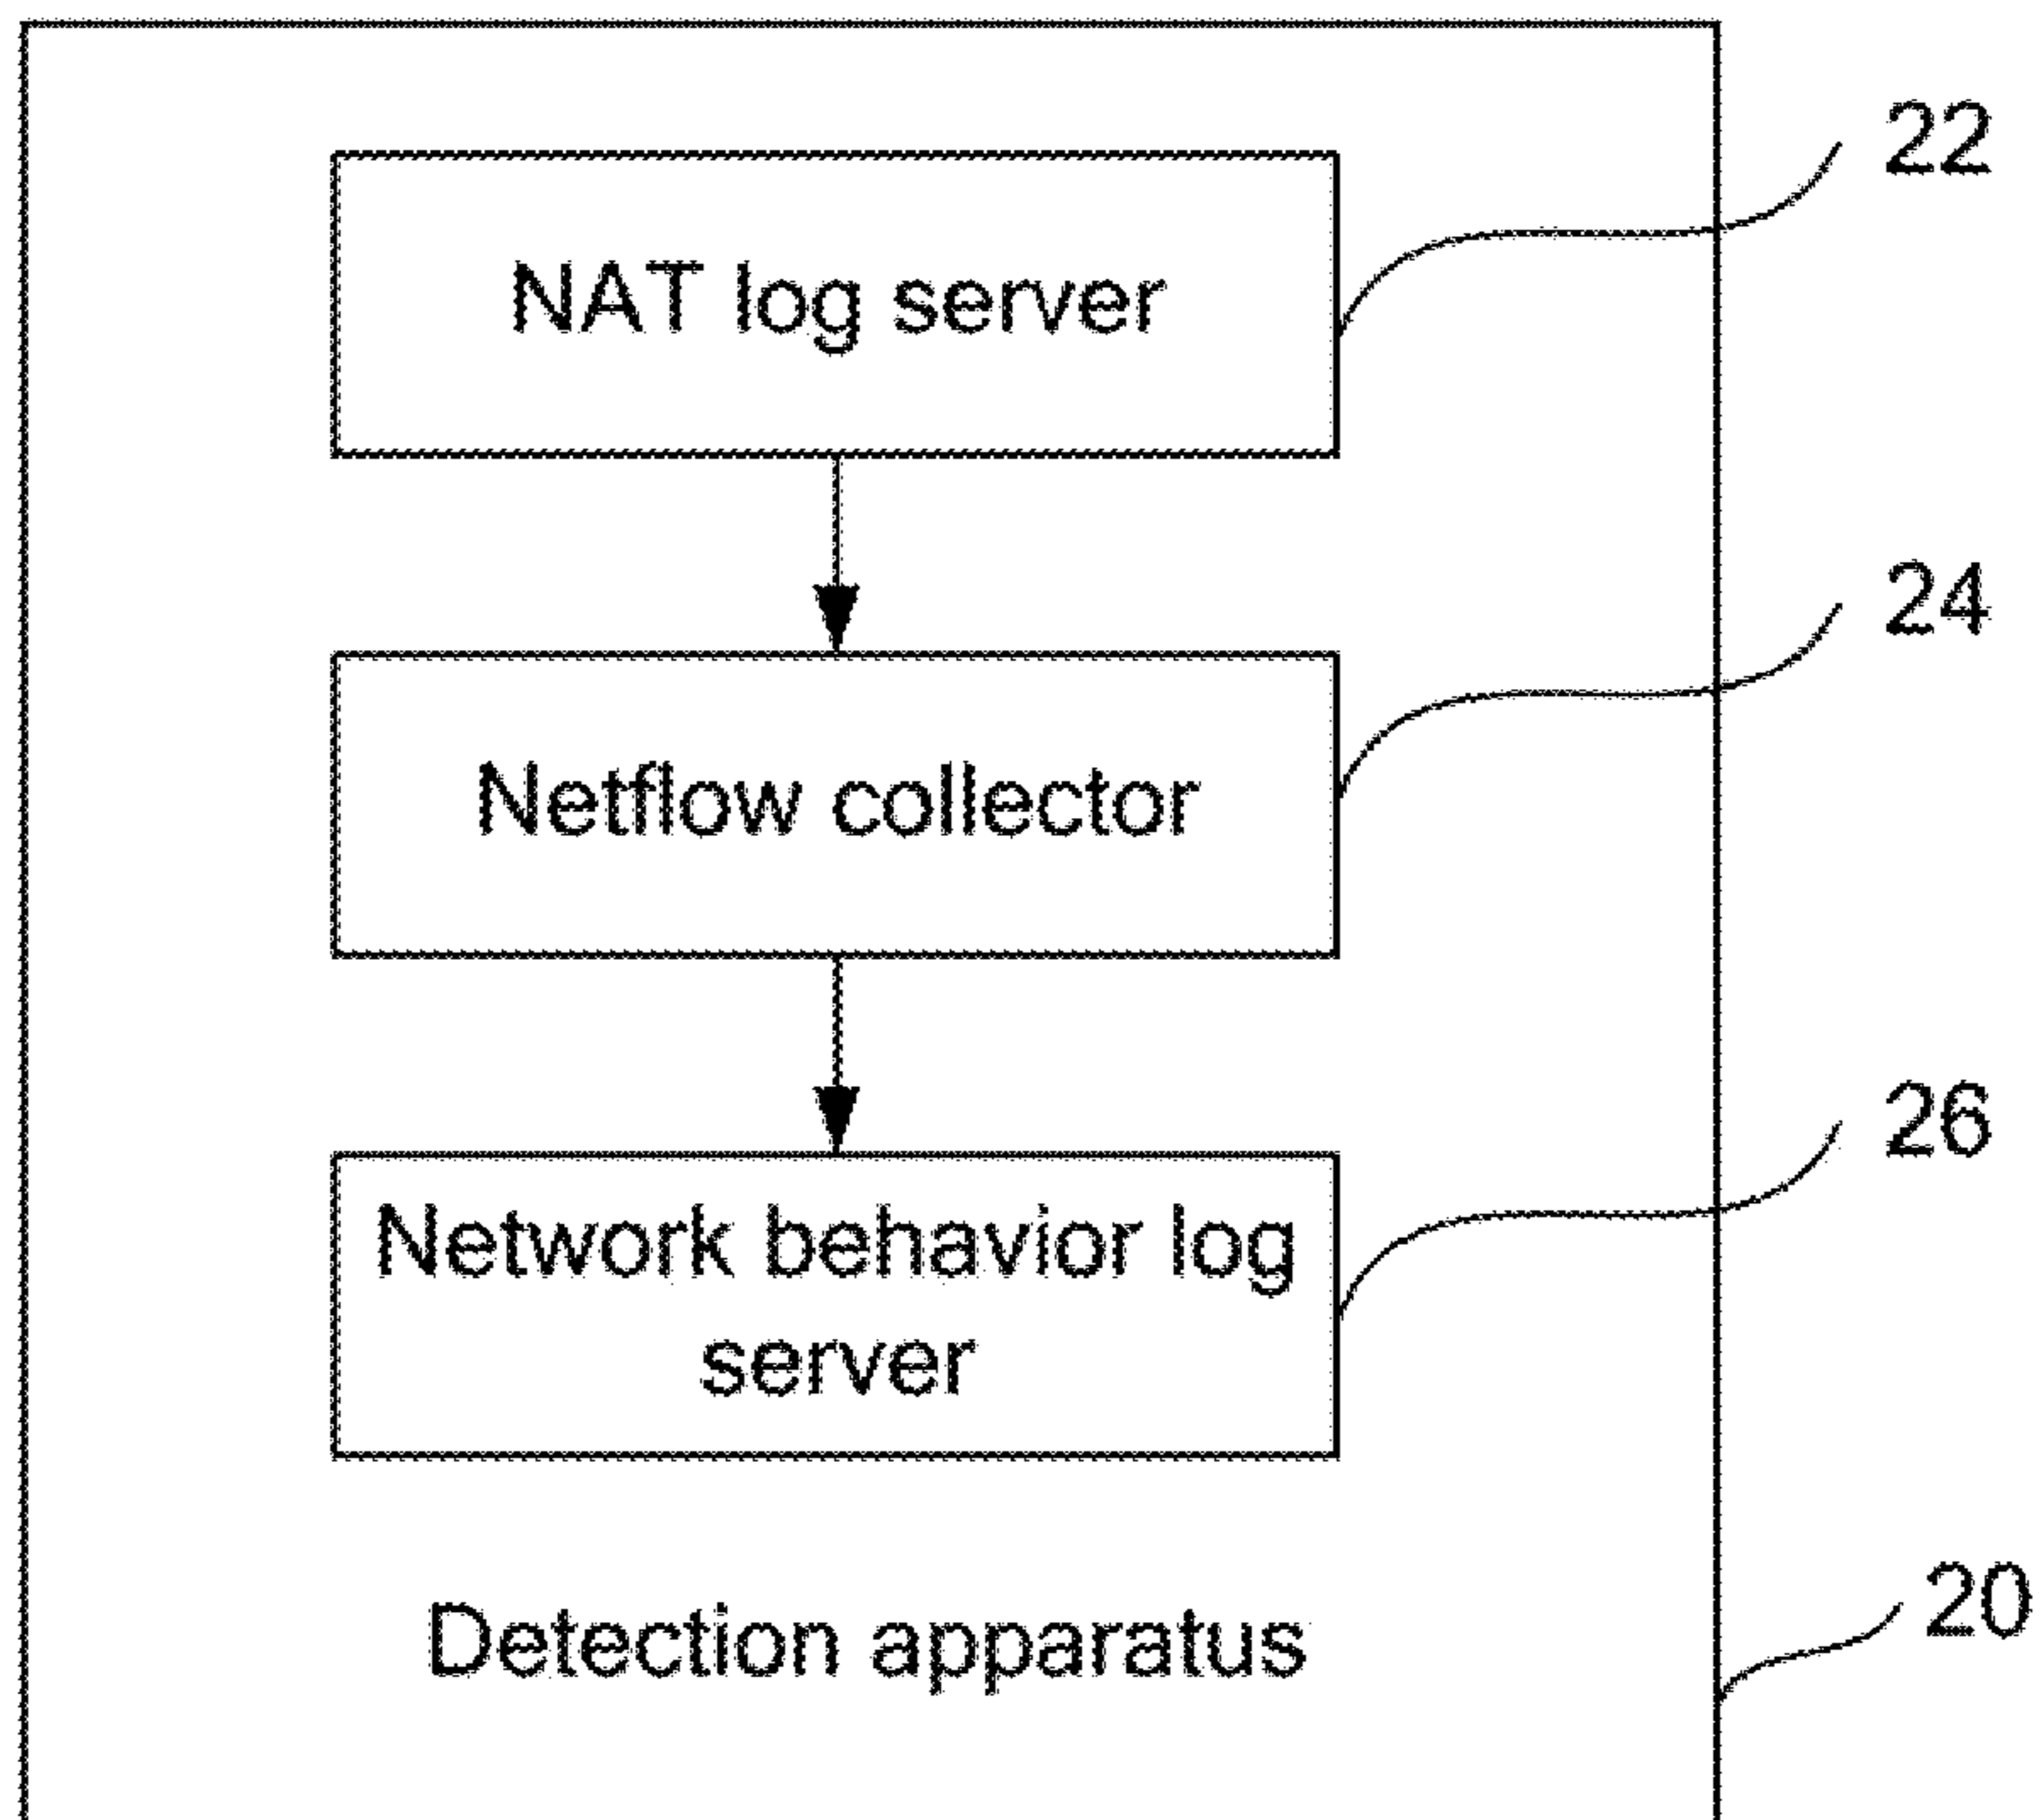 22
NAT log server
24
Netflow collector
26
Network behavior log
server
20
Detection apparatus